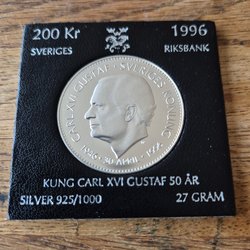 200 Kr 1996
SVERIGES RIKSBANK
CARL XVI GUSTAF · SVERIGES KONUNG
1946 · 30 APRIL · 1996
KUNG CARL XVI GUSTAF 50 ÅR
SILVER 925/1000 27 GRAM